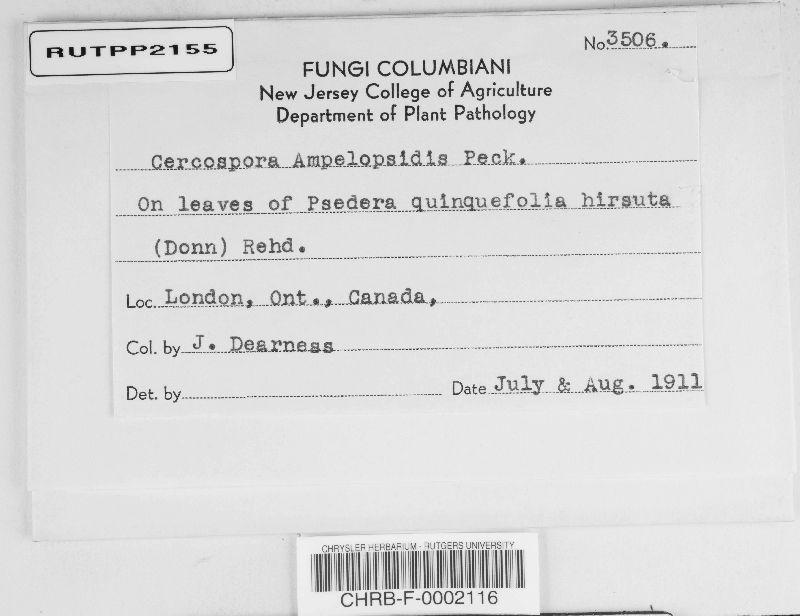 RUTPP2155
No. 3506.
FUNGI COLUMBIANI
New Jersey College of Agriculture
Department of Plant Pathology
Cercospora Ampelopsidis Peck.
On leaves of Psedera quinquefolia hirsuta
(Donn) Rehd.
Loc. London, Ont., Canada,
Col. by J. Dearness
Det. by
Date July & Aug. 1911
CHRYSLER HERBARIUM - RUTGERS UNIVERSITY
CHRB-F-0002116